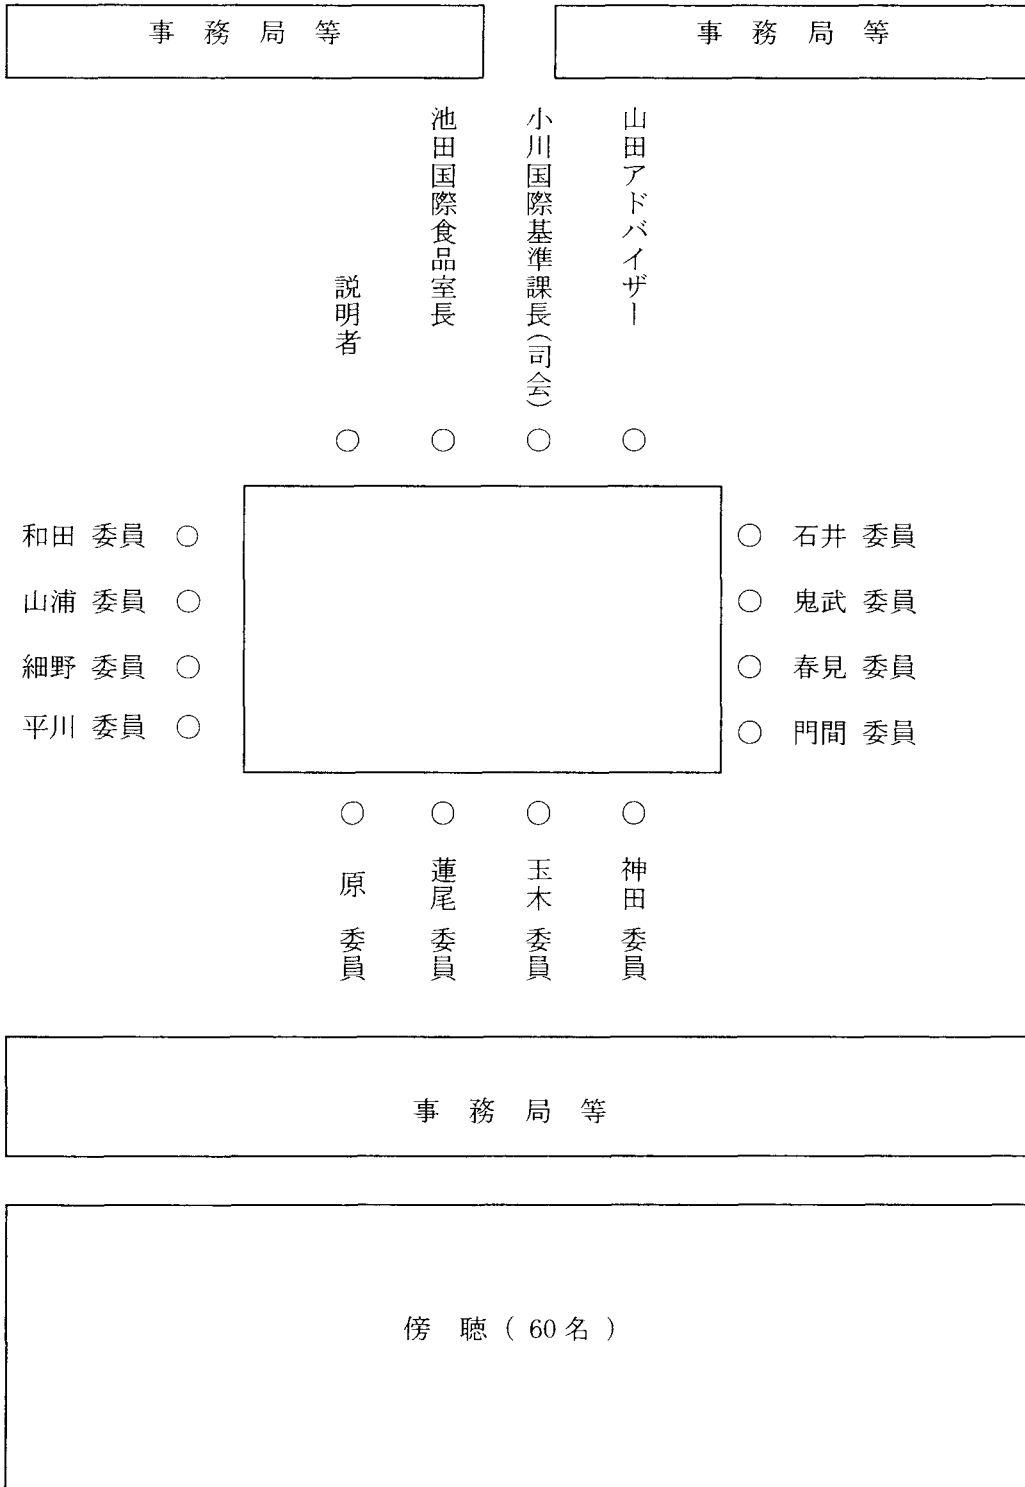 事務局等
事務局等
山田アドバイザー
小川国際基準課長(司会)
池田国際食品室長
説明者
○ ○ ○ ○
和田 委員 ○
山浦 委員 ○
細野 委員 ○
平川 委員 ○
○ 石井 委員
○ 鬼武 委員
○ 春見 委員
○ 門間 委員
○ ○ ○ ○
神田 委員
玉木 委員
蓮尾 委員
原 委員
事務局等
傍聴(60名)